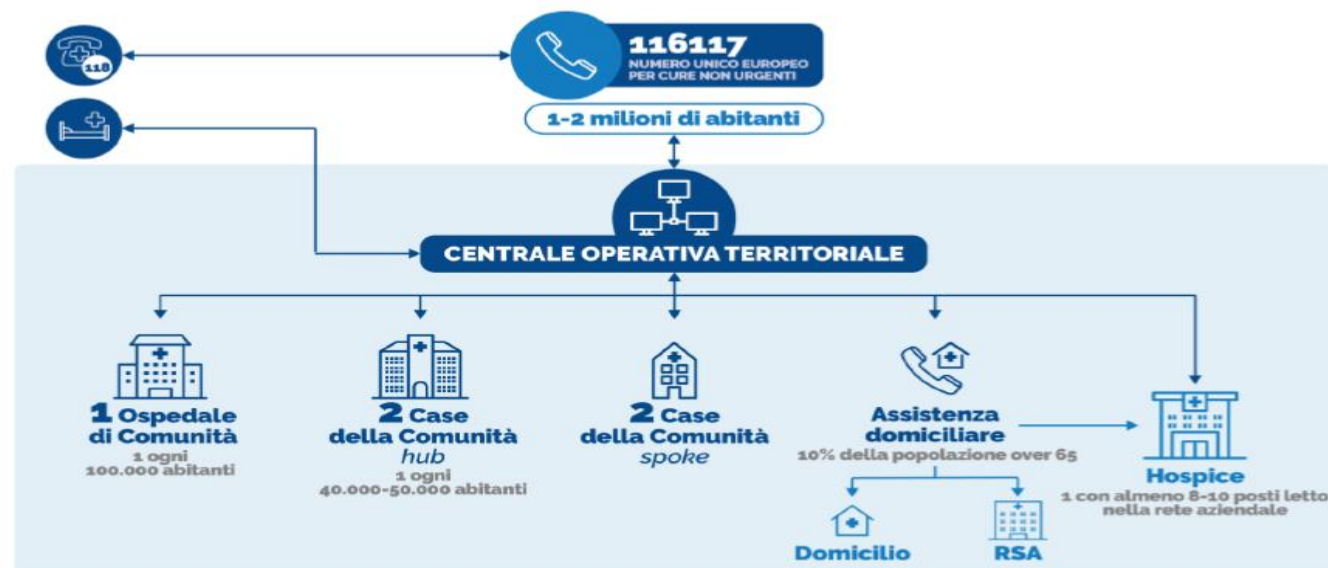 118
116117
NUMERO UNICO EUROPEO
PER CURE NON URGENTI
1-2 milioni di abitanti
CENTRALE OPERATIVA TERRITORIALE
1 Ospedale
di Comunità
1 ogni
100.000 abitanti
2 Case
della Comunità
hub
1 ogni
40.000-50.000 abitanti
2 Case
della Comunità
spoke
Assistenza
domiciliare
10% della popolazione over 65
Domicilio
RSA
Hospice
1 con almeno 8-10 posti letto
nella rete aziendale